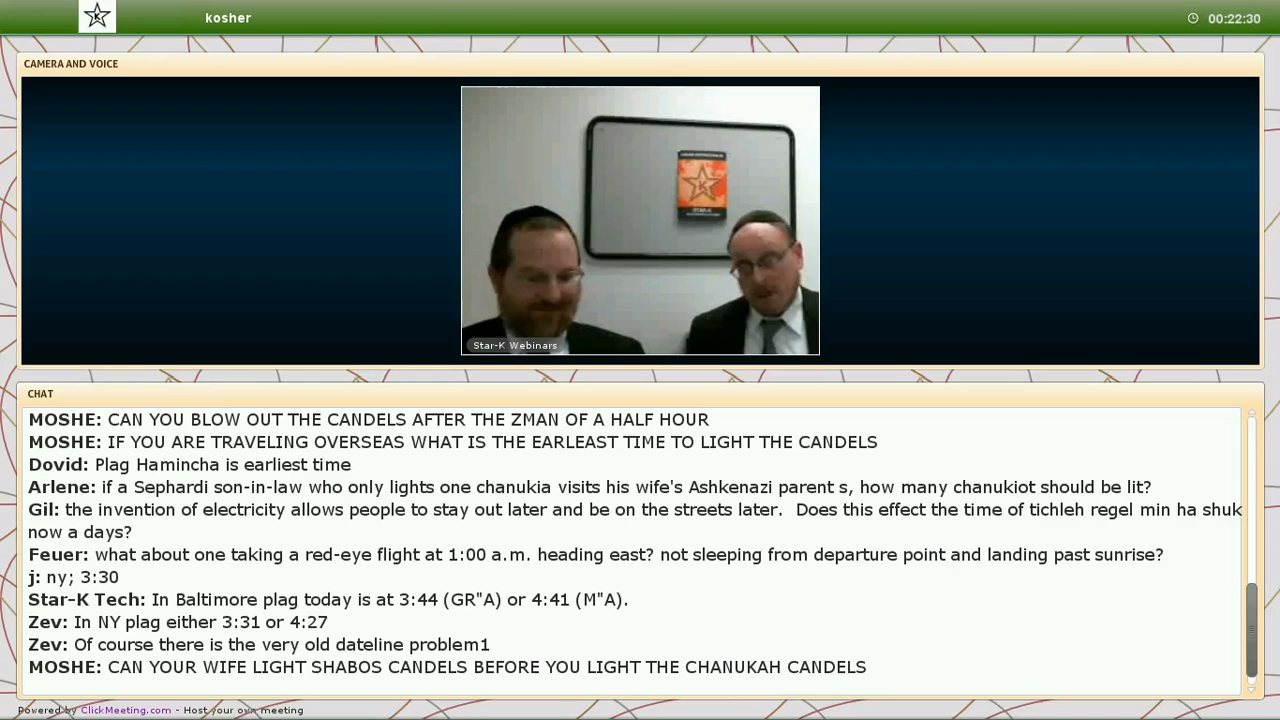 K
kosher
00:22:30
CAMERA AND VOICE
K
STAR-K
Star-K Webinars
CHAT
MOSHE: CAN YOU BLOW OUT THE CANDELS AFTER THE ZMAN OF A HALF HOUR
MOSHE: IF YOU ARE TRAVELING OVERSEAS WHAT IS THE EARLEAST TIME TO LIGHT THE CANDELS
Dovid: Plag Hamincha is earliest time
Arlene: if a Sephardi son-in-law who only lights one chanukia visits his wife's Ashkenazi parent s, how many chanukiot should be lit?
Gil: the invention of electricity allows people to stay out later and be on the streets later.  Does this effect the time of tichleh regel min ha shuk
now a days?
Feuer: what about one taking a red-eye flight at 1:00 a.m. heading east? not sleeping from departure point and landing past sunrise?
j: ny; 3:30
Star-K Tech: In Baltimore plag today is at 3:44 (GR"A) or 4:41 (M"A).
Zev: In NY plag either 3:31 or 4:27
Zev: Of course there is the very old dateline problem1
MOSHE: CAN YOUR WIFE LIGHT SHABOS CANDELS BEFORE YOU LIGHT THE CHANUKAH CANDELS
Powered by ClickMeeting.com - Host your own meeting